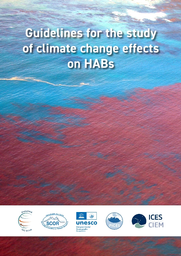 Guidelines for the study
of climate change effects
on HABs
SCOR
unesco
ICES
CIEM